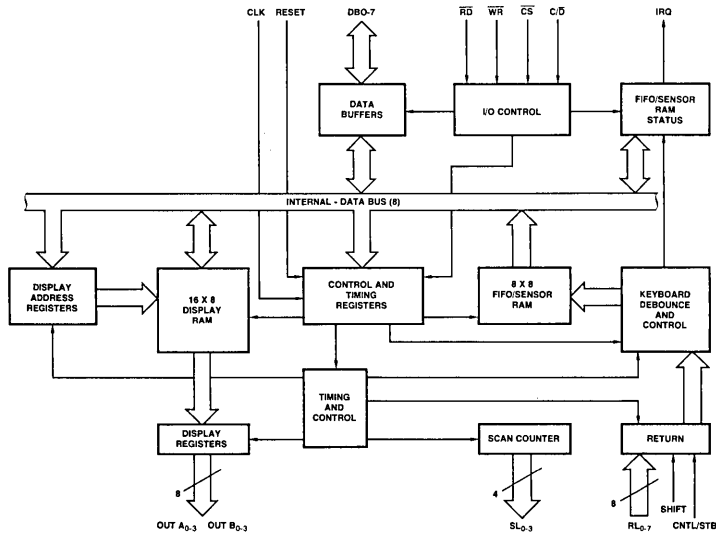 CLK RESET DBO-7 RD WR CS C/D IRQ
DATA
BUFFERS
I/O CONTROL
FIFO/SENSOR
RAM
STATUS
INTERNAL - DATA BUS (8)
DISPLAY
ADDRESS
REGISTERS
16 X 8
DISPLAY
RAM
CONTROL AND
TIMING
REGISTERS
8 X 8
FIFO/SENSOR
RAM
KEYBOARD
DEBOUNCE
AND
CONTROL
TIMING
AND
CONTROL
DISPLAY
REGISTERS
SCAN COUNTER
RETURN
8
4
8
SHIFT
OUT A0-3 OUT B0-3
SL0-3
RL0-7
CNTL/STB